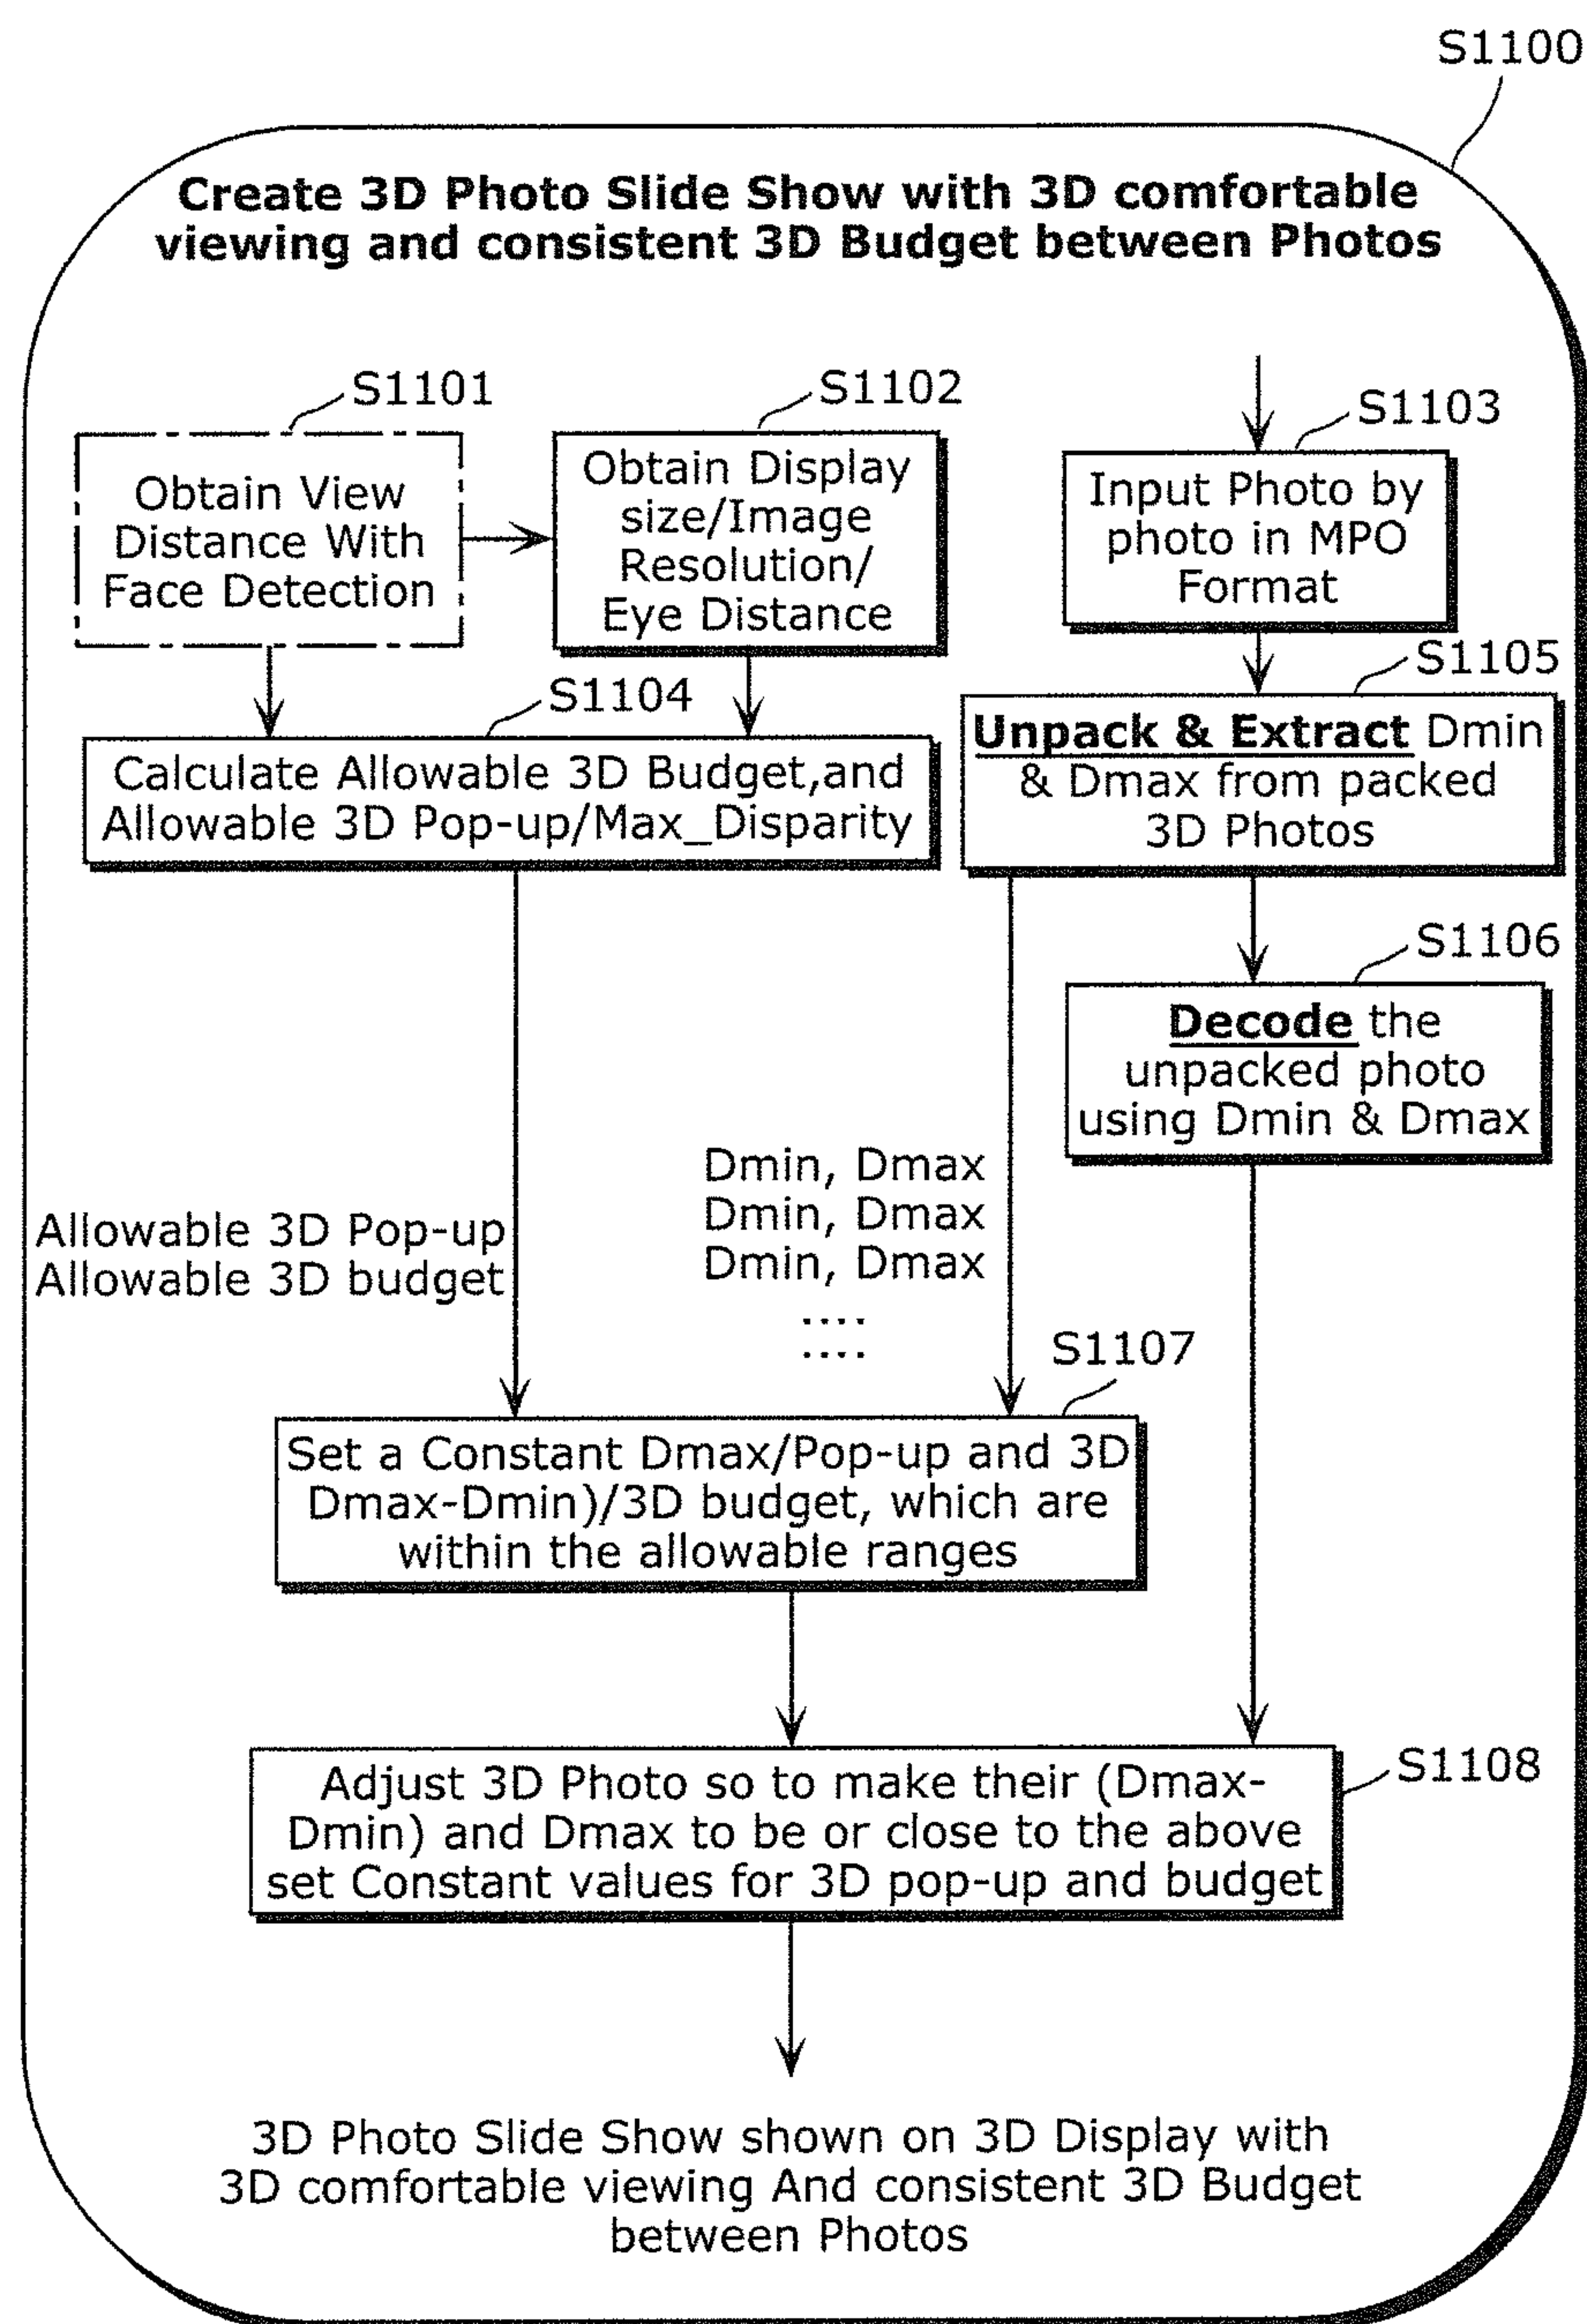 S1100
Create 3D Photo Slide Show with 3D comfortable
viewing and consistent 3D Budget between Photos
S1101
S1102
S1103
Obtain View
Distance With
Face Detection
Obtain Display
size/Image
Resolution/
Eye Distance
Input Photo by
photo in MPO
Format
S1104
S1105
Calculate Allowable 3D Budget,and
Allowable 3D Pop-up/Max_Disparity
Unpack & Extract Dmin
& Dmax from packed
3D Photos
S1106
Decode the
unpacked photo
using Dmin & Dmax
Allowable 3D Pop-up
Allowable 3D budget
Dmin, Dmax
Dmin, Dmax
Dmin, Dmax
....
....
S1107
Set a Constant Dmax/Pop-up and 3D
Dmax-Dmin)/3D budget, which are
within the allowable ranges
S1108
Adjust 3D Photo so to make their (Dmax-
Dmin) and Dmax to be or close to the above
set Constant values for 3D pop-up and budget
3D Photo Slide Show shown on 3D Display with
3D comfortable viewing And consistent 3D Budget
between Photos